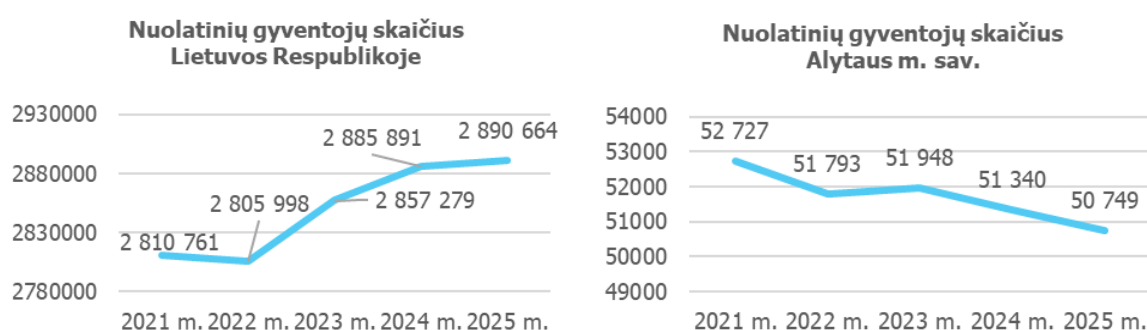 Nuolatinių gyventojų skaičius
Lietuvos Respublikoje
2930000
2880000
2830000
2780000
2 810 761
2 805 998
2 857 279
2 885 891
2 890 664
2021 m. 2022 m. 2023 m. 2024 m. 2025 m.
Nuolatinių gyventojų skaičius
Alytaus m. sav.
54000
53000
52000
51000
50000
49000
52 727
51 793
51 948
51 340
50 749
2021 m. 2022 m. 2023 m. 2024 m. 2025 m.